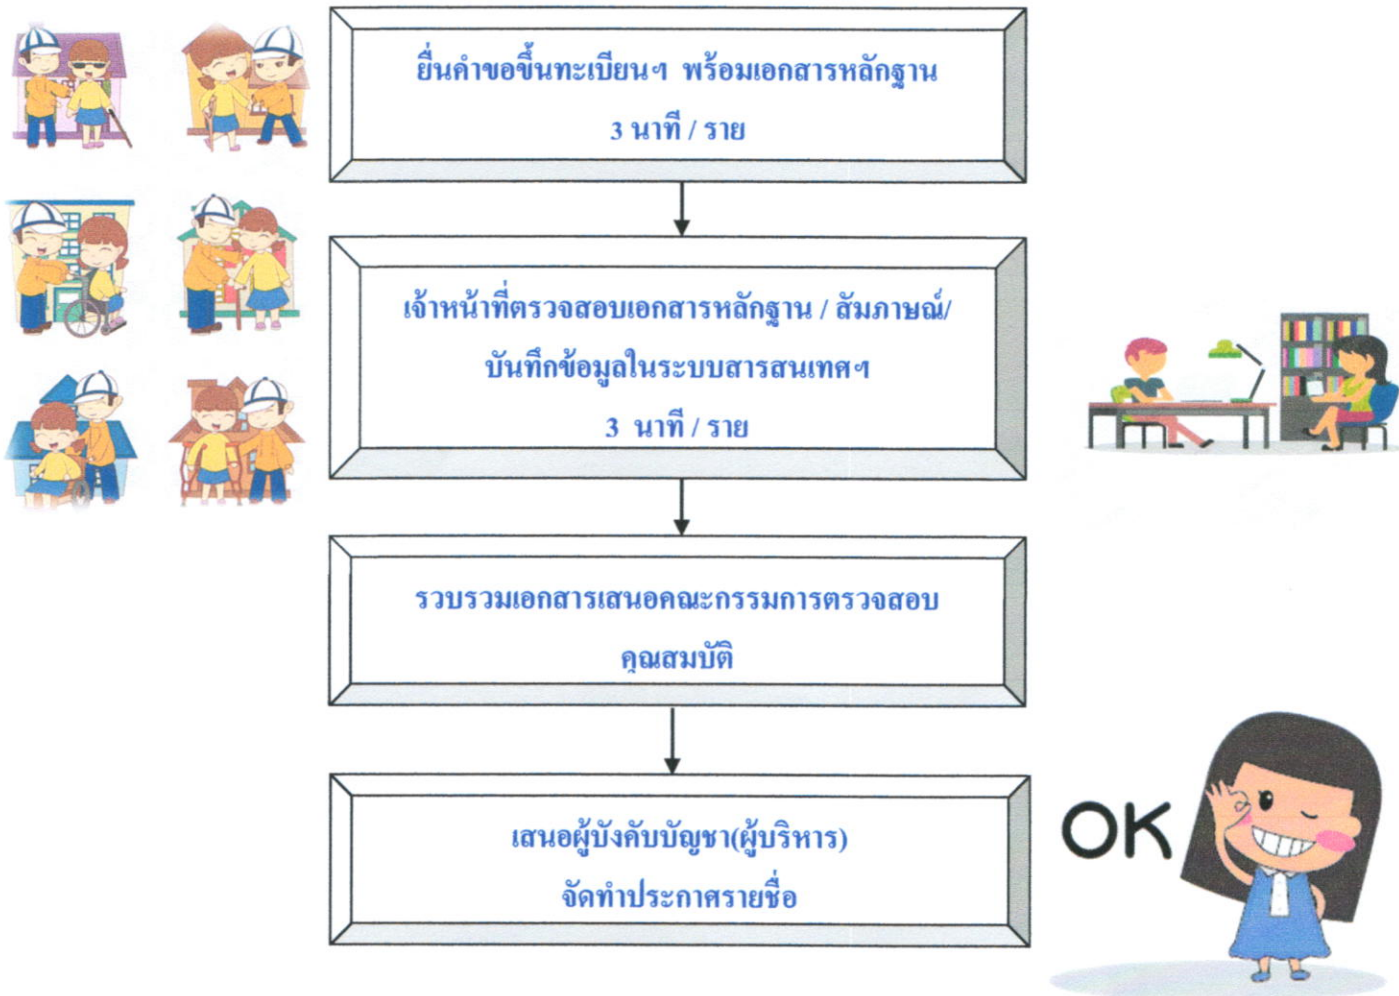 ยื่นคำขอขึ้นทะเบียนฯ พร้อมเอกสารหลักฐาน
3 นาที / ราย
เจ้าหน้าที่ตรวจสอบเอกสารหลักฐาน / สัมภาษณ์/
บันทึกข้อมูลในระบบสารสนเทศฯ
3 นาที / ราย
รวบรวมเอกสารเสนอคณะกรรมการตรวจสอบ
คุณสมบัติ
เสนอผู้บังคับบัญชา(ผู้บริหาร)
จัดทำประกาศรายชื่อ
OK